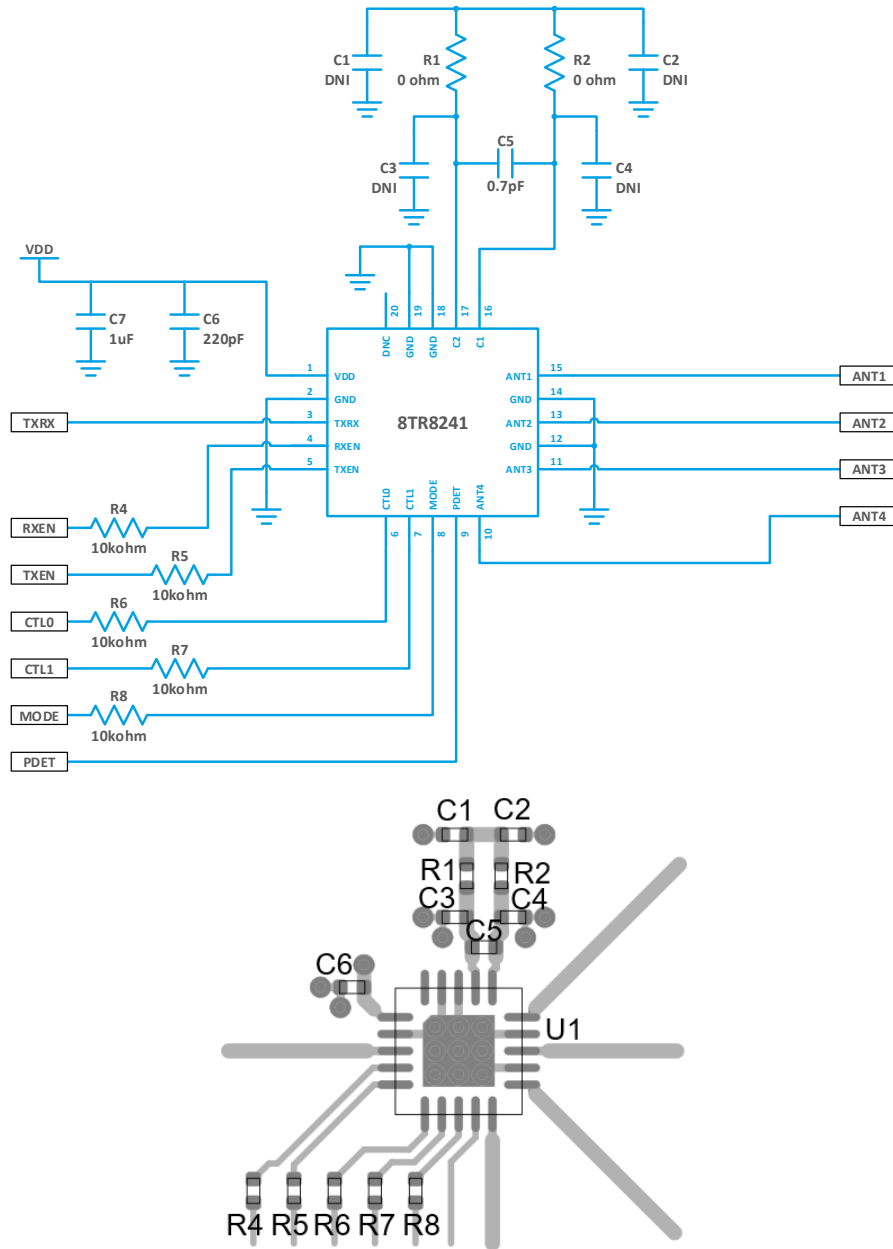 C1
DNI
R1
0 ohm
R2
0 ohm
C2
DNI
C3
DNI
C5
0.7pF
C4
DNI
VDD
C7
1uF
C6
220pF
20
19
18
17
16
DNC
GND
GND
C2
C1
1
VDD
2
GND
3
TXRX
4
RXEN
5
TXEN
8TR8241
ANT1
15
GND
14
ANT2
13
GND
12
ANT3
11
CTL0
CTL1
MODE
PDET
ANT4
6
7
8
9
10
TXRX
RXEN
R4
10kohm
TXEN
R5
10kohm
CTL0
R6
10kohm
CTL1
R7
10kohm
MODE
R8
10kohm
PDET
ANT1
ANT2
ANT3
ANT4
C1 C2
R1 R2
C3 C4
C5
C6
U1
R4 R5 R6 R7 R8